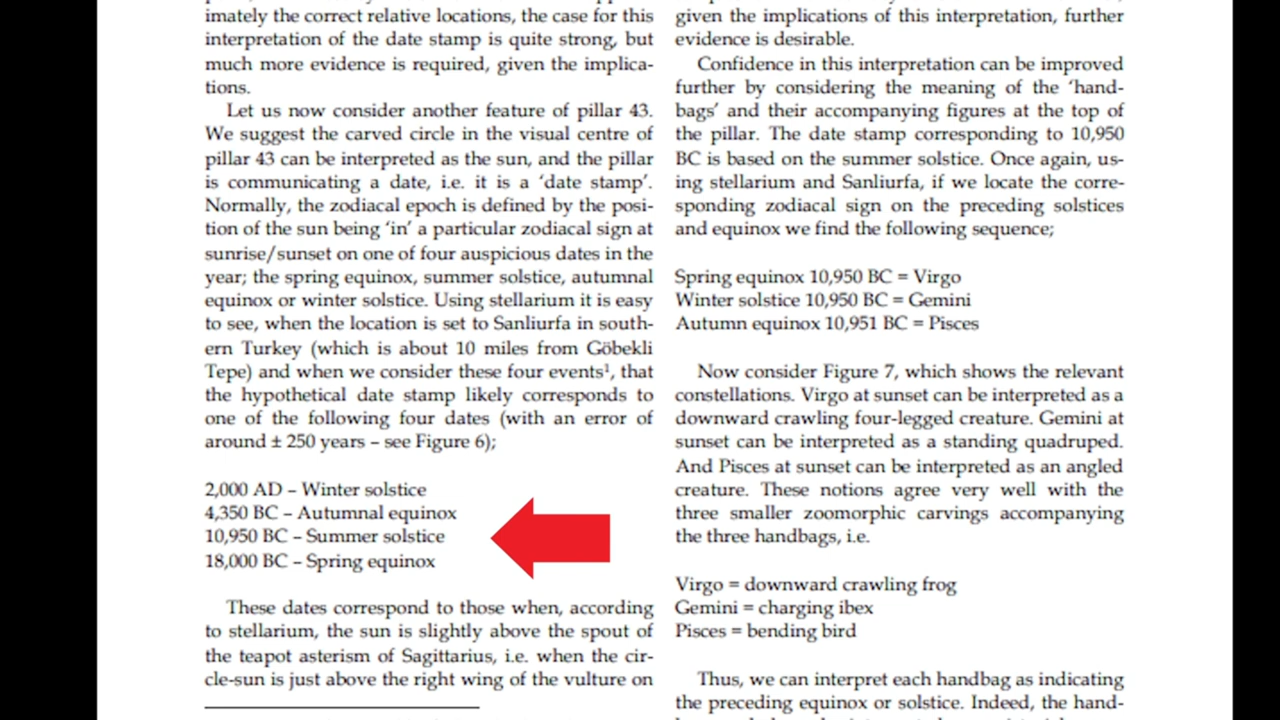 imately the correct relative locations, the case for this
interpretation of the date stamp is quite strong, but
much more evidence is required, given the implica-
tions.
Let us now consider another feature of pillar 43.
We suggest the carved circle in the visual centre of
pillar 43 can be interpreted as the sun, and the pillar
is communicating a date, i.e. it is a ‘date stamp’.
Normally, the zodiacal epoch is defined by the posi-
tion of the sun being ‘in’ a particular zodiacal sign at
sunrise/sunset on one of four auspicious dates in the
year; the spring equinox, summer solstice, autumnal
equinox or winter solstice. Using stellarium it is easy
to see, when the location is set to Sanliurfa in south-
ern Turkey (which is about 10 miles from Göbekli
Tepe) and when we consider these four events¹, that
the hypothetical date stamp likely corresponds to
one of the following four dates (with an error of
around ± 250 years – see Figure 6);
2,000 AD – Winter solstice
4,350 BC – Autumnal equinox
10,950 BC – Summer solstice
18,000 BC – Spring equinox
These dates correspond to those when, according
to stellarium, the sun is slightly above the spout of
the teapot asterism of Sagittarius, i.e. when the cir-
cle-sun is just above the right wing of the vulture on
given the implications of this interpretation, further
evidence is desirable.
Confidence in this interpretation can be improved
further by considering the meaning of the ‘hand-
bags’ and their accompanying figures at the top of
the pillar. The date stamp corresponding to 10,950
BC is based on the summer solstice. Once again, us-
ing stellarium and Sanliurfa, if we locate the corre-
sponding zodiacal sign on the preceding solstices
and equinox we find the following sequence;
Spring equinox 10,950 BC = Virgo
Winter solstice 10,950 BC = Gemini
Autumn equinox 10,951 BC = Pisces
Now consider Figure 7, which shows the relevant
constellations. Virgo at sunset can be interpreted as a
downward crawling four-legged creature. Gemini at
sunset can be interpreted as a standing quadruped.
And Pisces at sunset can be interpreted as an angled
creature. These notions agree very well with the
three smaller zoomorphic carvings accompanying
the three handbags, i.e.
Virgo = downward crawling frog
Gemini = charging ibex
Pisces = bending bird
Thus, we can interpret each handbag as indicating
the preceding equinox or solstice. Indeed, the hand-